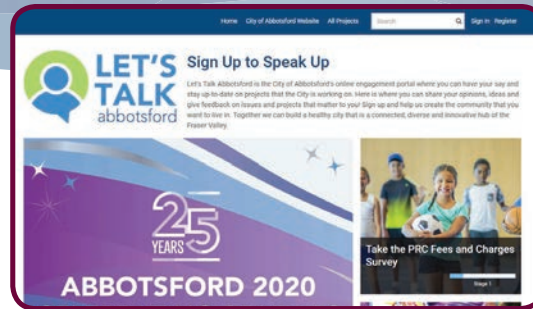 Home City of Abbotsford Website All Projects Search Sign In Register
LET'S
TALK
abbotsford
Sign Up to Speak Up
Let's Talk Abbotsford is the City of Abbotsford's online engagement portal where you can have your say and
stay up-to-date on projects that the City is working on. Here is where you can share your opinions, ideas and
give feedback on issues and projects that matter to you! Sign up and help us create the community that you
want to live in. Together we can build a healthy city that is a connected, diverse and innovative hub of the
Fraser Valley.
25
YEARS
ABBOTSFORD 2020
Take the PRC Fees and Charges
Survey
Stage 1